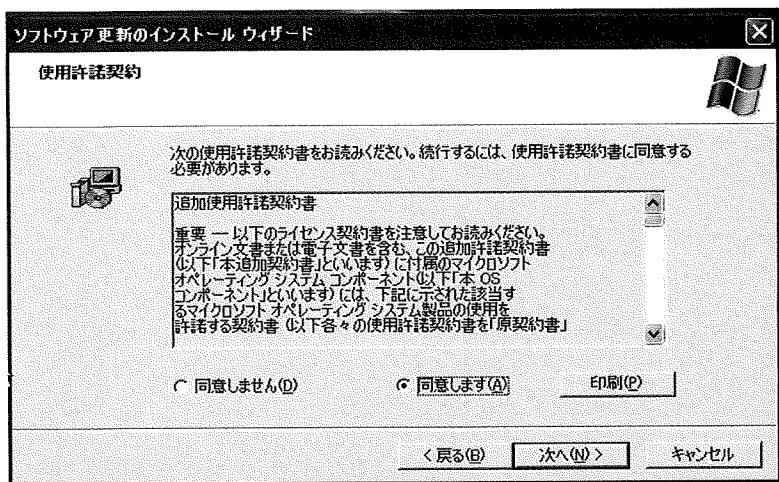 ソフトウェア更新のインストール ウィザード
使用許諾契約
次の使用許諾契約書をお読みください。続行するには、使用許諾契約書に同意する
必要があります。
追加使用許諾契約書
重要 ― 以下のライセンス契約書を注意してお読みください。
オンライン文書または電子文書を含む、この追加許諾契約書
(以下「本追加契約書」といいます) に付属のマイクロソフト
オペレーティング システム コンポーネント(以下「本 OS
コンポーネント」といいます) には、下記に示された該当す
るマイクロソフト オペレーティング システム製品の使用を
許諾する契約書 (以下各々の使用許諾契約書を「原契約書」
同意しません(D)
同意します(A)
印刷(P)
< 戻る(B)
次へ(N) >
キャンセル